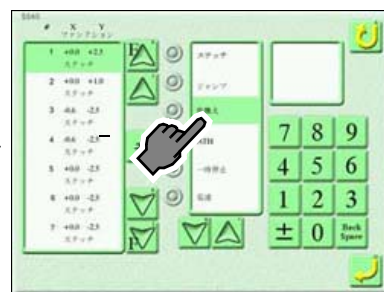 # X Y
ファンクション
1 +0.0 +2.5
ステッチ
2 +0.0 +1.0
ステッチ
3 -0.6 -2.5
ステッチ
4 -0.6 -2.5
ステッチ
5 +0.0 -2.5
ステッチ
6 +0.0 -2.5
ステッチ
7 +0.0 -2.5
ステッチ
ステッチ
ジャンプ
ATH
一時停止
低速
7 8 9
4 5 6
1 2 3
± 0 Back Space